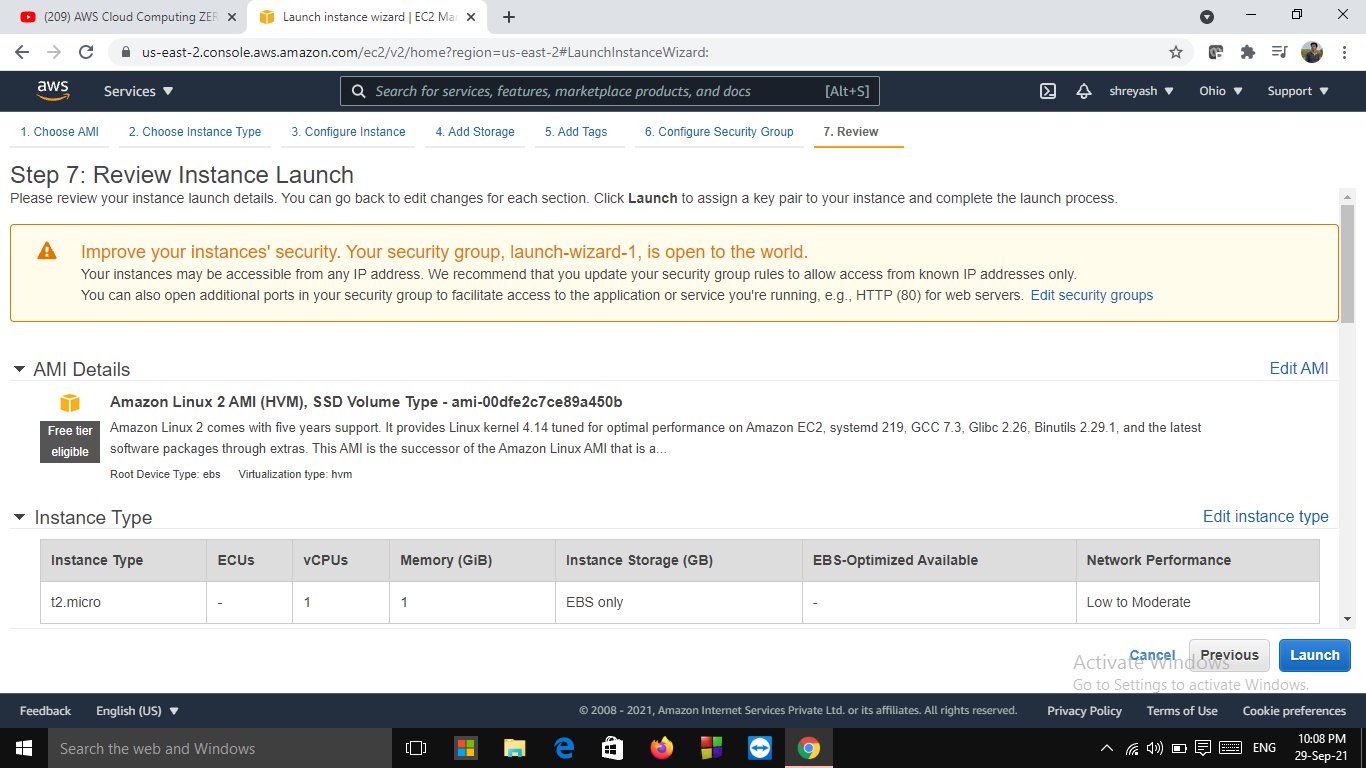 (209) AWS Cloud Computing ZER
Launch instance wizard | EC2 Man
us-east-2.console.aws.amazon.com/ec2/v2/home?region=us-east-2#LaunchInstanceWizard:
aws
Services
Search for services, features, marketplace products, and docs
[Alt+S]
shreyash
Ohio
Support
1. Choose AMI
2. Choose Instance Type
3. Configure Instance
4. Add Storage
5. Add Tags
6. Configure Security Group
7. Review
Step 7: Review Instance Launch
Please review your instance launch details. You can go back to edit changes for each section. Click Launch to assign a key pair to your instance and complete the launch process.
Improve your instances' security. Your security group, launch-wizard-1, is open to the world.
Your instances may be accessible from any IP address. We recommend that you update your security group rules to allow access from known IP addresses only.
You can also open additional ports in your security group to facilitate access to the application or service you're running, e.g., HTTP (80) for web servers. Edit security groups
AMI Details
Edit AMI
Amazon Linux 2 AMI (HVM), SSD Volume Type - ami-00dfe2c7ce89a450b
Free tier
eligible
Amazon Linux 2 comes with five years support. It provides Linux kernel 4.14 tuned for optimal performance on Amazon EC2, systemd 219, GCC 7.3, Glibc 2.26, Binutils 2.29.1, and the latest
software packages through extras. This AMI is the successor of the Amazon Linux AMI that is a...
Root Device Type: ebs Virtualization type: hvm
Instance Type
Edit instance type
Instance Type ECUs vCPUs Memory (GiB) Instance Storage (GB) EBS-Optimized Available Network Performance
t2.micro - 1 1 EBS only - Low to Moderate
Cancel
Previous
Launch
Activate Windows
Go to Settings to activate Windows.
Feedback
English (US)
© 2008 - 2021, Amazon Internet Services Private Ltd. or its affiliates. All rights reserved.
Privacy Policy
Terms of Use
Cookie preferences
Search the web and Windows
ENG
10:08 PM
29-Sep-21